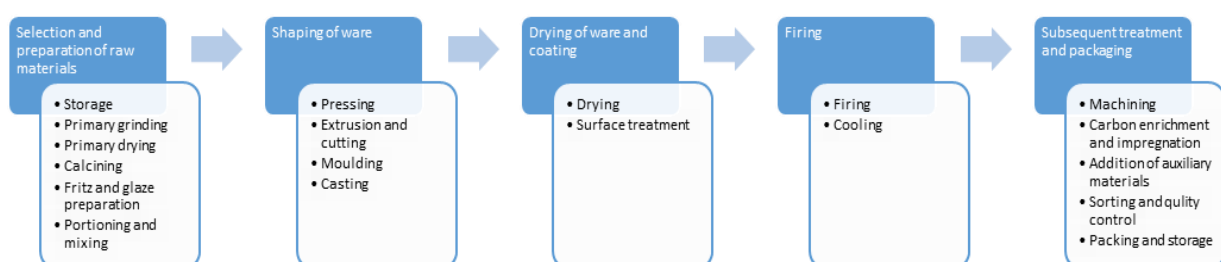 Selection and
preparation of raw
materials
• Storage
• Primary grinding
• Primary drying
• Calcining
• Fritz and glaze
preparation
• Portioning and
mixing
Shaping of ware
• Pressing
• Extrusion and
cutting
• Moulding
• Casting
Drying of ware and
coating
• Drying
• Surface treatment
Firing
• Firing
• Cooling
Subsequent treatment
and packaging
• Machining
• Carbon enrichment
and impregnation
• Addition of auxiliary
materials
• Sorting and qulity
control
• Packing and storage